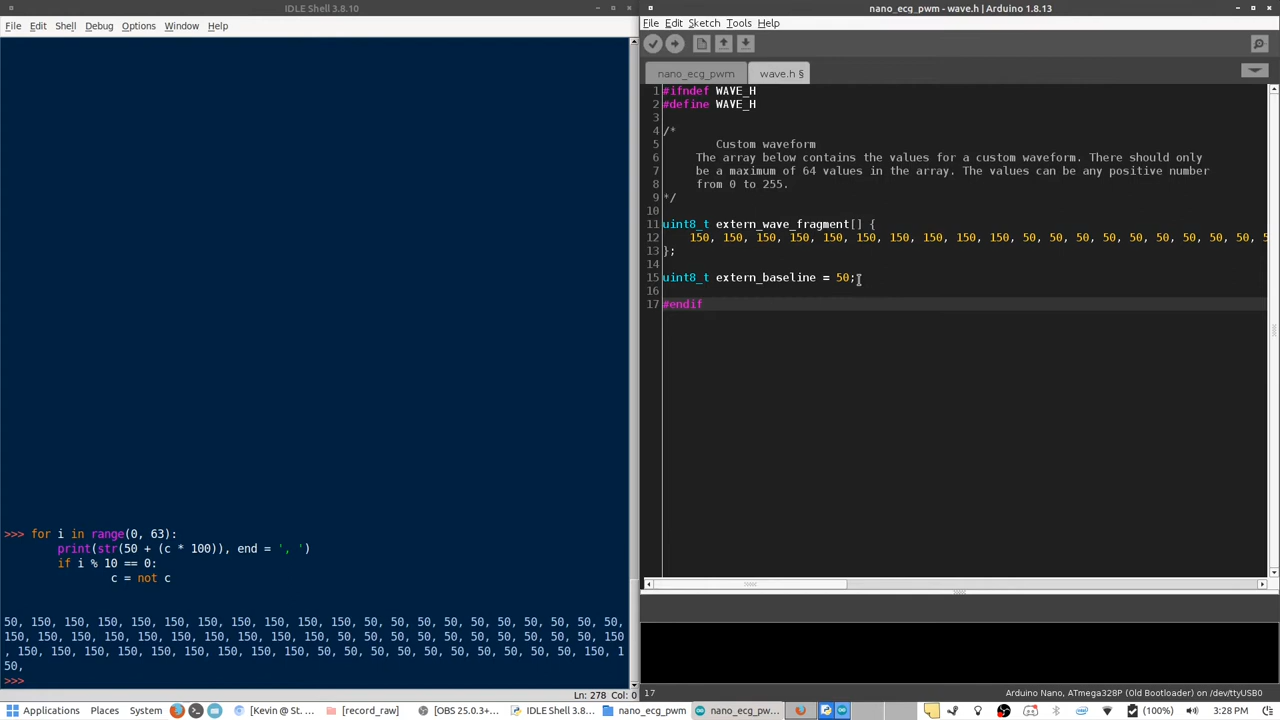 IDLE Shell 3.8.10
File Edit Shell Debug Options Window Help
>>> for i in range(0, 63):
print(str(50 + (c * 100)), end = ', ')
if i % 10 == 0:
c = not c
50, 150, 150, 150, 150, 150, 150, 150, 150, 150, 150, 50, 50, 50, 50, 50, 50, 50, 50,
150, 150, 150, 150, 150, 150, 150, 150, 150, 150, 50, 50, 50, 50, 50, 50, 50, 50, 150
, 150, 150, 150, 150, 150, 150, 150, 50, 50, 50, 50, 50, 50, 50, 50, 50, 50, 150, 1
50,
>>>
Ln: 278 Col: 0
nano_ecg_pwm - wave.h | Arduino 1.8.13
File Edit Sketch Tools Help
nano_ecg_pwm wave.h §
1 #ifndef WAVE_H
2 #define WAVE_H
3
4 /*
5 Custom waveform
6 The array below contains the values for a custom waveform. There should only
7 be a maximum of 64 values in the array. The values can be any positive number
8 from 0 to 255.
9 */
10
11 uint8_t extern_wave_fragment[] {
12 150, 150, 150, 150, 150, 150, 150, 150, 150, 150, 50, 50, 50, 50, 50, 50, 50, 50, 50, 5
13 };
14
15 uint8_t extern_baseline = 50;
16
17 #endif
17
Arduino Nano, ATmega328P (Old Bootloader) on /dev/ttyUSB0
Applications Places System [Kevin @ St... [record_raw] [OBS 25.0.3+... IDLE Shell 3.8... nano_ecg_pwm nano_ecg_pw... (100%) 3:28 PM